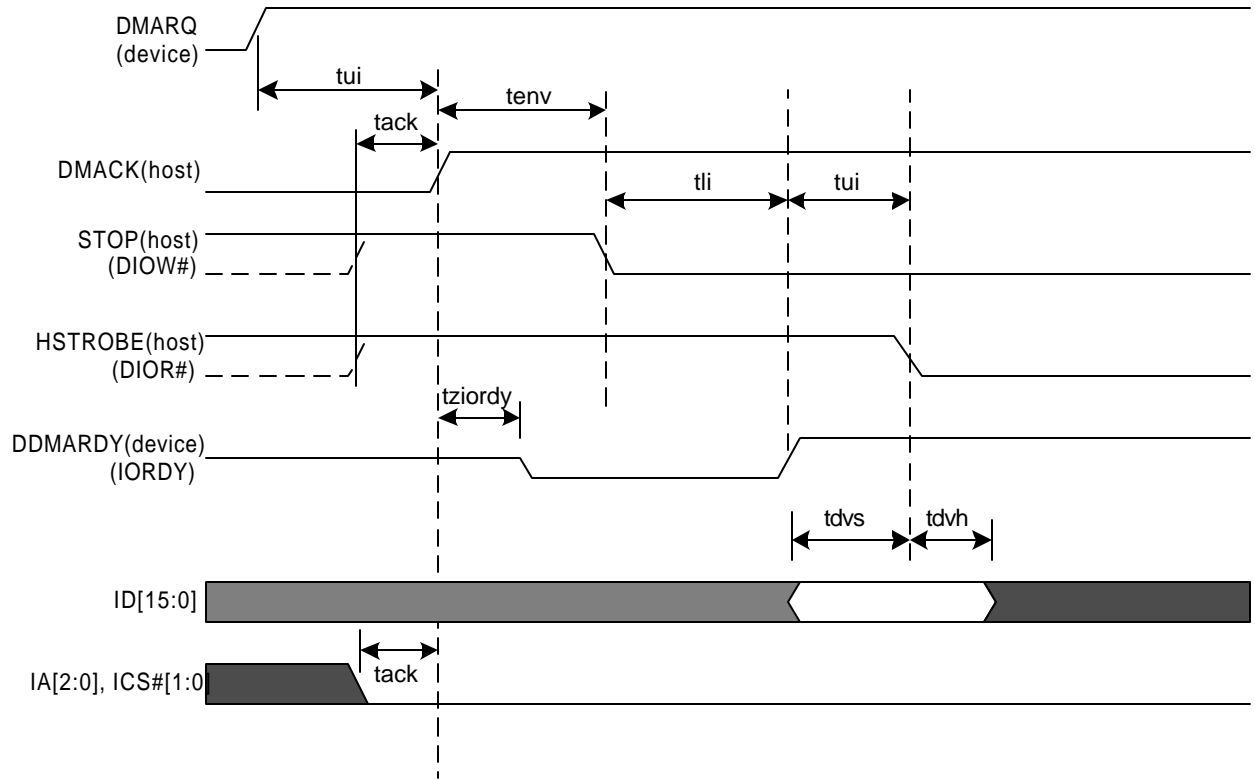 DMARQ
(device)
tui
tenv
tack
DMACK(host)
tli
tui
STOP(host)
(DIOW#)
HSTROBE(host)
(DIOR#)
tziordy
DDMARDY(device)
(IORDY)
tdvs
tdvh
ID[15:0]
tack
IA[2:0], ICS#[1:0]